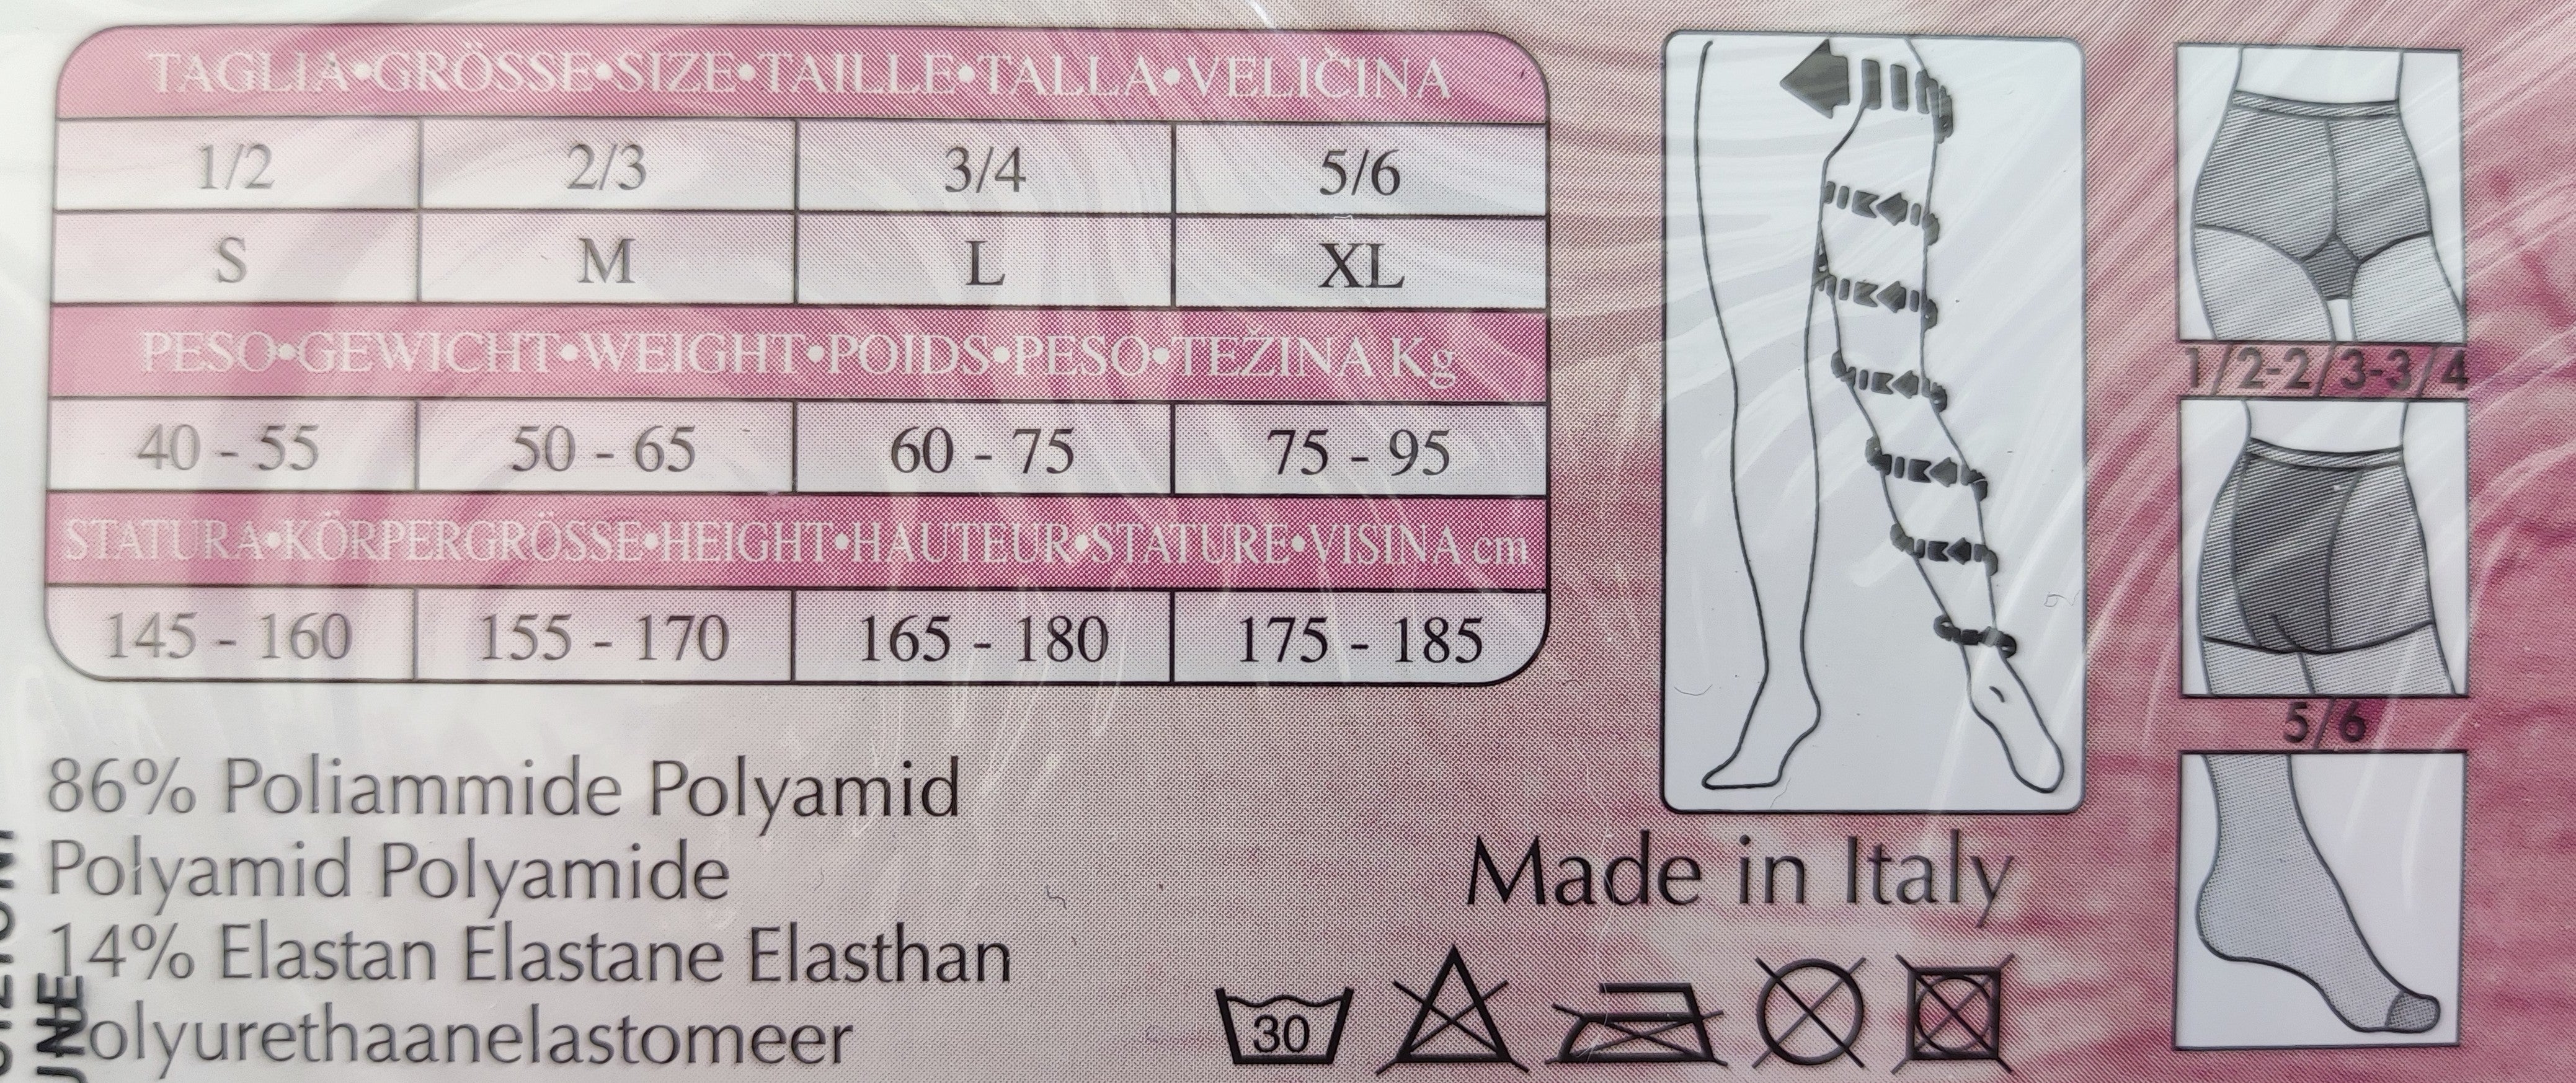 TAGLIA•GRÖSSE•SIZE•TAILLE•TALLA•VELIČINA
1/2 2/3 3/4 5/6
S M L XL
PESO•GEWICHT•WEIGHT•POIDS•PESO•TEŽINA Kg
40 - 55 50 - 65 60 - 75 75 - 95
STATURA•KÖRPERGRÖSSE•HEIGHT•HAUTEUR•STATURE•VISINA cm
145 - 160 155 - 170 165 - 180 175 - 185
86% Poliammide Polyamid
Polyamid Polyamide
14% Elastan Elastane Elasthan
Polyurethaanelastomeer
Made in Italy
30
1/2-2/3-3/4
5/6